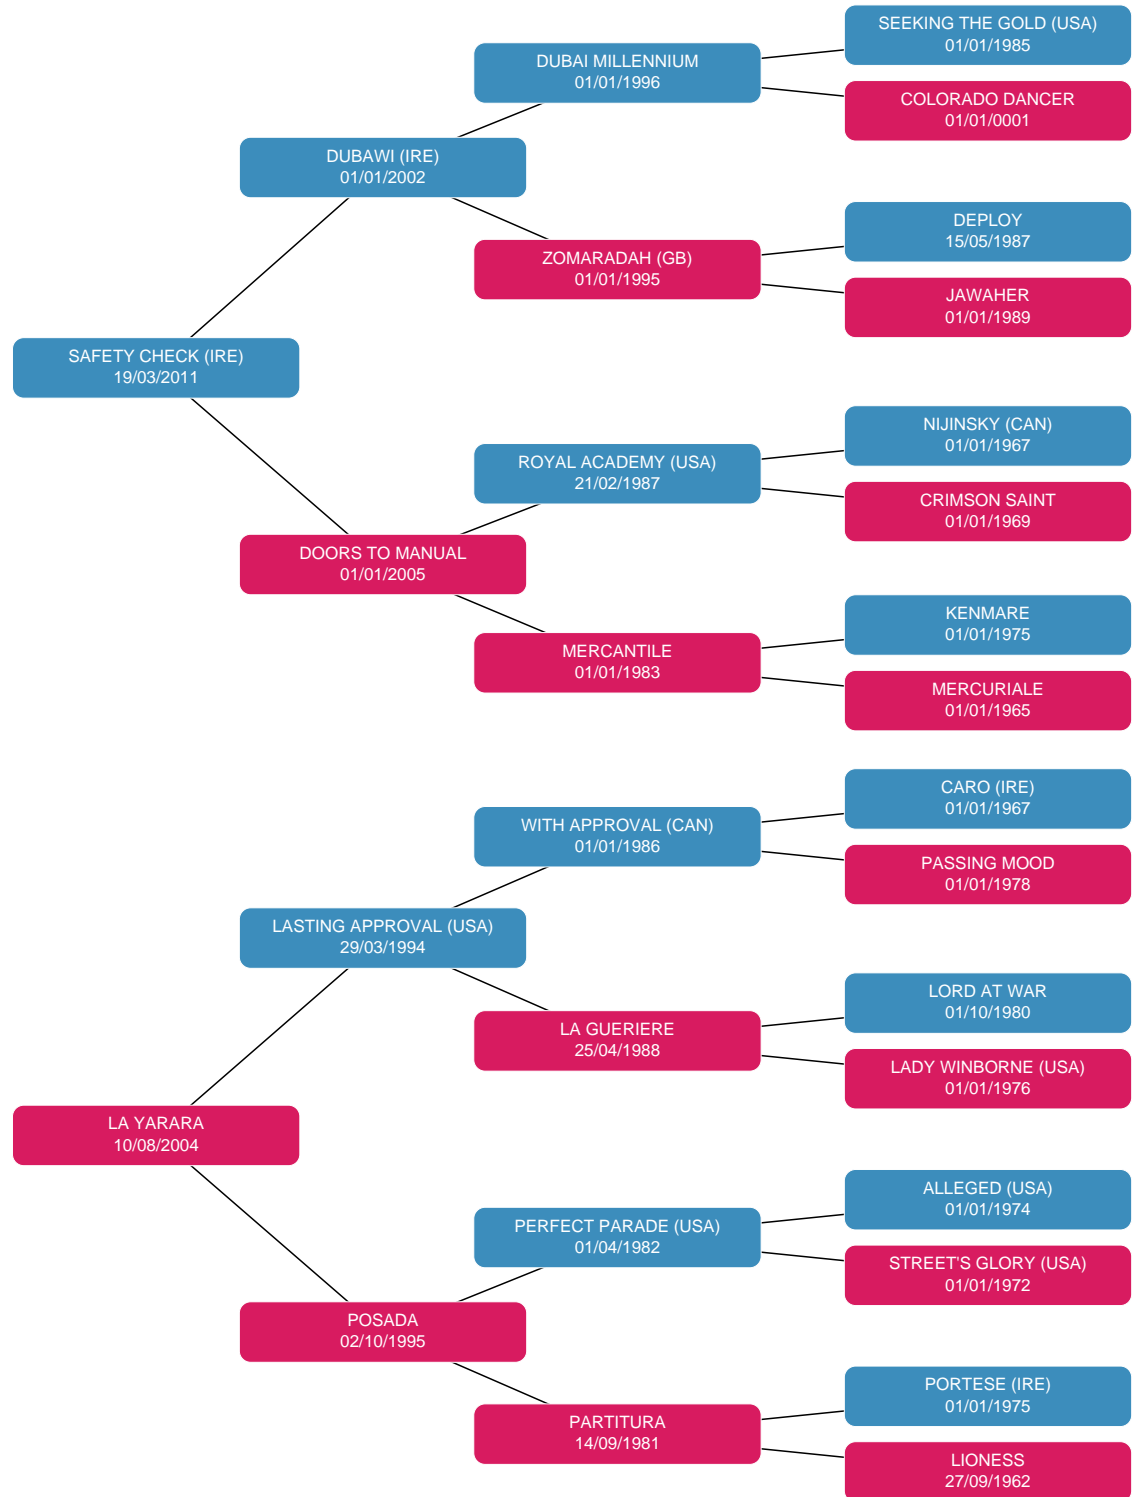 SEEKING THE GOLD (USA)
01/01/1985
DUBAI MILLENNIUM
01/01/1996
COLORADO DANCER
01/01/0001
DUBAWI (IRE)
01/01/2002
DEPLOY
15/05/1987
ZOMARADAH (GB)
01/01/1995
JAWAHER
01/01/1989
SAFETY CHECK (IRE)
19/03/2011
NIJINSKY (CAN)
01/01/1967
ROYAL ACADEMY (USA)
21/02/1987
CRIMSON SAINT
01/01/1969
DOORS TO MANUAL
01/01/2005
KENMARE
01/01/1975
MERCANTILE
01/01/1983
MERCURIALE
01/01/1965
CARO (IRE)
01/01/1967
WITH APPROVAL (CAN)
01/01/1986
PASSING MOOD
01/01/1978
LASTING APPROVAL (USA)
29/03/1994
LORD AT WAR
01/10/1980
LA GUERIERE
25/04/1988
LADY WINBORNE (USA)
01/01/1976
LA YARARA
10/08/2004
ALLEGED (USA)
01/01/1974
PERFECT PARADE (USA)
01/04/1982
STREET'S GLORY (USA)
01/01/1972
POSADA
02/10/1995
PORTESE (IRE)
01/01/1975
PARTITURA
14/09/1981
LIONESS
27/09/1962